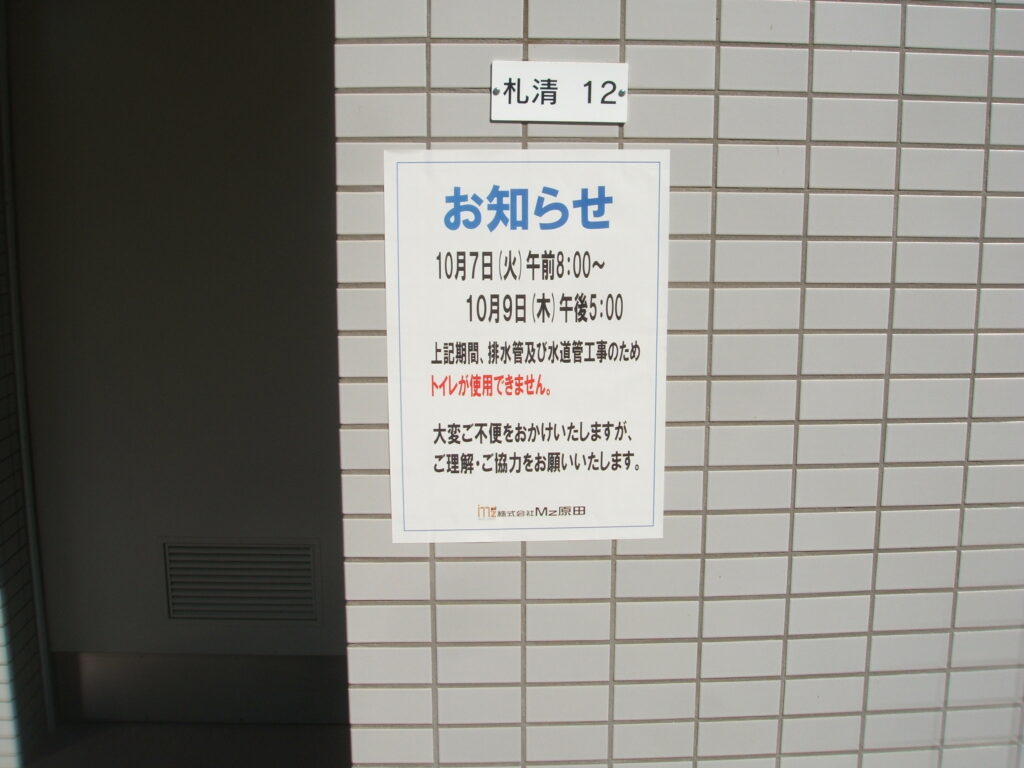 札清 12
お知らせ
10月7日(火)午前8:00〜
10月9日(木)午後5:00
上記期間、排水管及び水道管工事のため
トイレが使用できません。
大変ご不便をおかけいたしますが、
ご理解・ご協力をお願いいたします。
mz 株式会社Mz原田